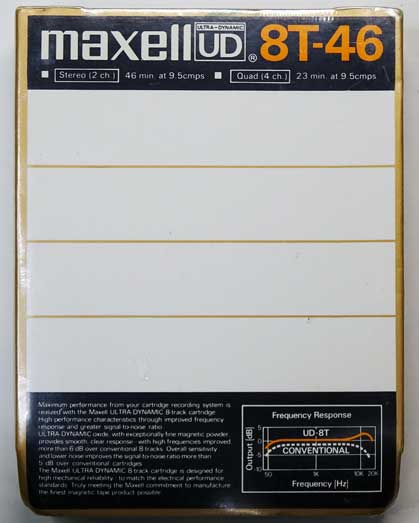 maxell ULTRA-DYNAMIC UD ® 8T-46
Stereo (2 ch.) 46 min. at 9.5cmps Quad (4 ch.) 23 min. at 9.5cmps
Maximum performance from your cartridge recording system is
realized with the Maxell ULTRA DYNAMIC 8-track cartridge.
High performance characteristics through improved frequency
response and greater signal-to-noise ratio
ULTRA DYNAMIC oxide, with exceptionally fine magnetic powder
provides smooth, clear response - with high frequencies improved
more than 6 dB over conventional 8 tracks. Overall sensitivity
and lower noise improves the signal-to-noise ratio more than
5 dB over conventional cartridges
The Maxell ULTRA DYNAMIC 8 track cartridge is designed for
high mechanical reliability - to match the electrical performance
standards. Truly meeting the Maxell commitment to manufacture
the finest magnetic tape product possible.
Frequency Response
Output [dB]
5
0
-5
-10
UD-8T
CONVENTIONAL
50 1K 10K 20K
Frequency [Hz]